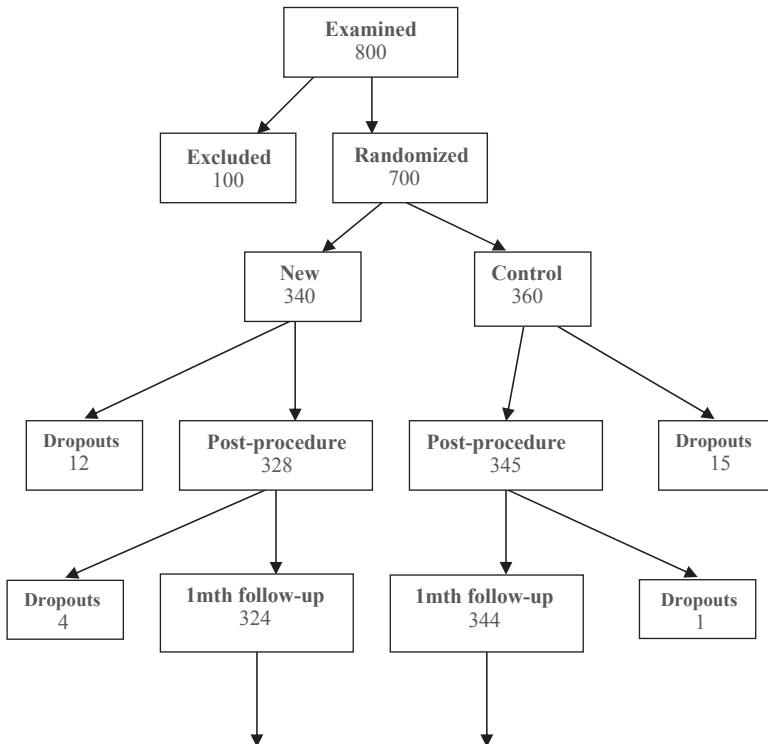 Examined
800
Excluded
100
Randomized
700
New
340
Control
360
Dropouts
12
Post-procedure
328
Post-procedure
345
Dropouts
15
Dropouts
4
1mth follow-up
324
1mth follow-up
344
Dropouts
1